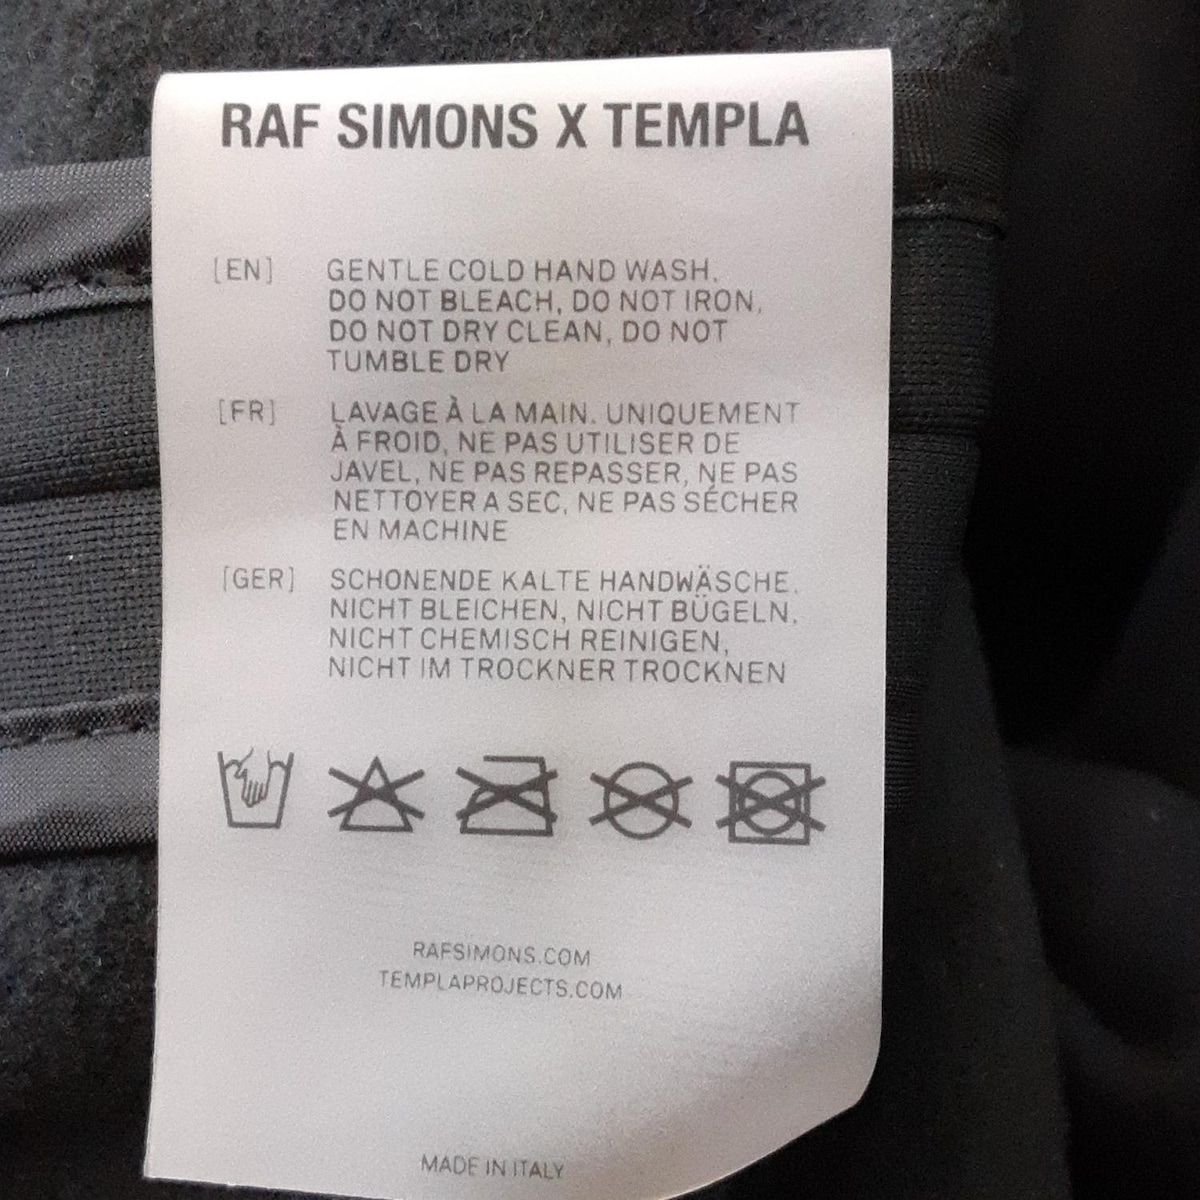 RAF SIMONS X TEMPLA
[EN] GENTLE COLD HAND WASH,
DO NOT BLEACH, DO NOT IRON,
DO NOT DRY CLEAN, DO NOT
TUMBLE DRY
[FR] LAVAGE À LA MAIN. UNIQUEMENT
À FROID, NE PAS UTILISER DE
JAVEL, NE PAS REPASSER, NE PAS
NETTOYER A SEC, NE PAS SÉCHER
EN MACHINE
[GER] SCHONENDE KALTE HANDWÄSCHE,
NICHT BLEICHEN, NICHT BÜGELN,
NICHT CHEMISCH REINIGEN,
NICHT IM TROCKNER TROCKNEN
RAFSIMONS.COM
TEMPLAPROJECTS.COM
MADE IN ITALY